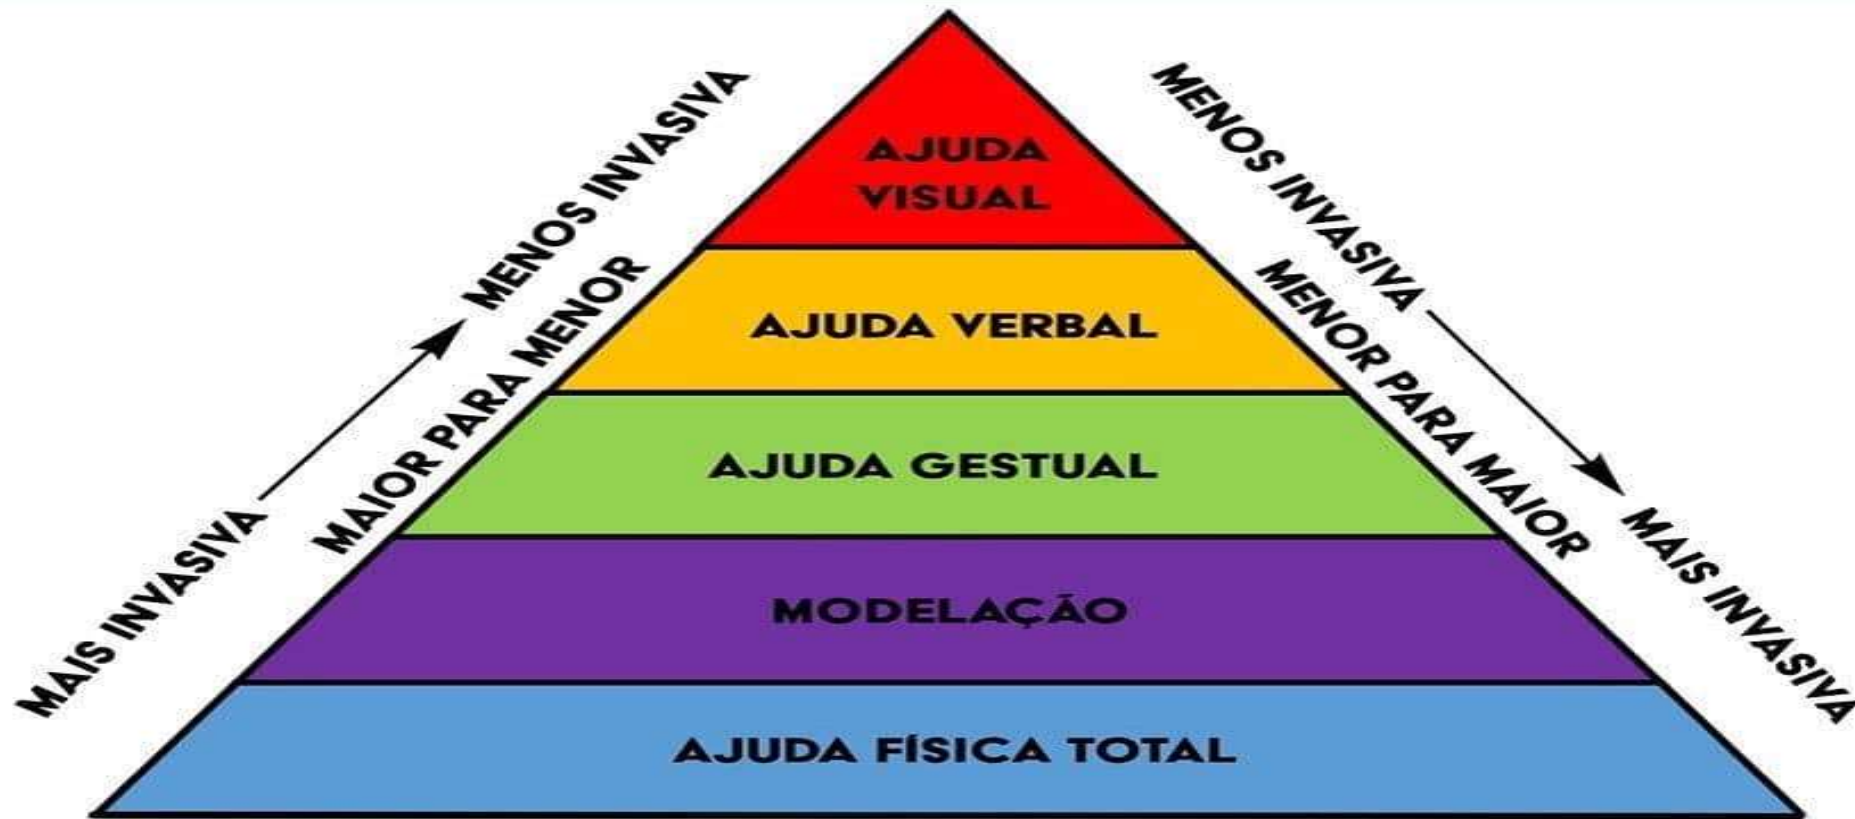 AJUDA
VISUAL
AJUDA VERBAL
AJUDA GESTUAL
MODELAÇÃO
AJUDA FÍSICA TOTAL
MAIS INVASIVA
MENOS INVASIVA
MAIOR PARA MENOR
MENOS INVASIVA
MAIS INVASIVA
MENOR PARA MAIOR